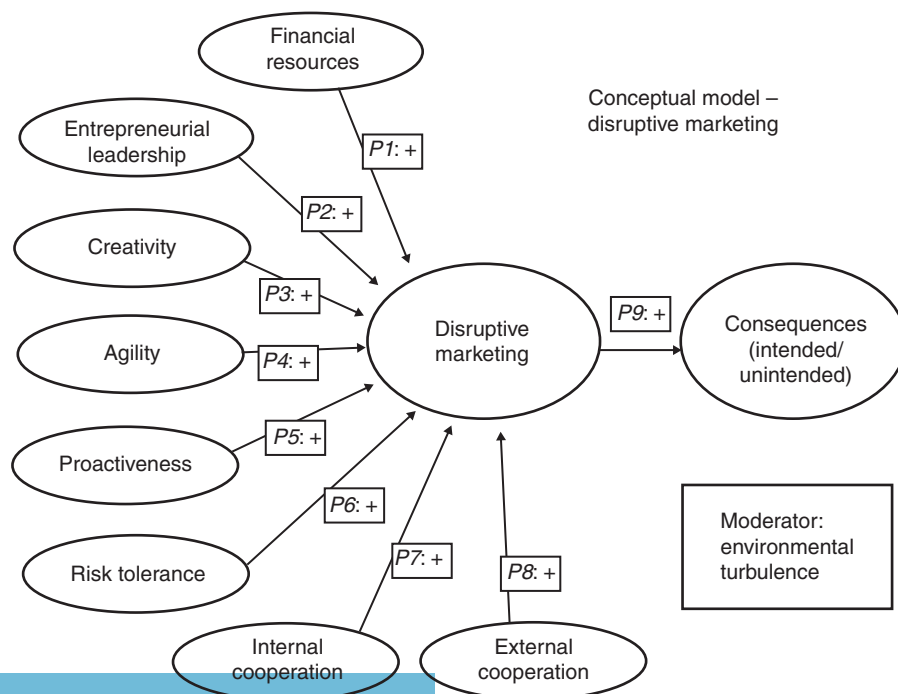 Financial
resources
Conceptual model –
disruptive marketing
Entrepreneurial
leadership
P1: +
P2: +
Creativity
P3: +
Agility
P4: +
Disruptive
marketing
P9: +
Consequences
(intended/
unintended)
Proactiveness
P5: +
P6: +
Risk tolerance
P7: +
P8: +
Moderator:
environmental
turbulence
Internal
cooperation
External
cooperation